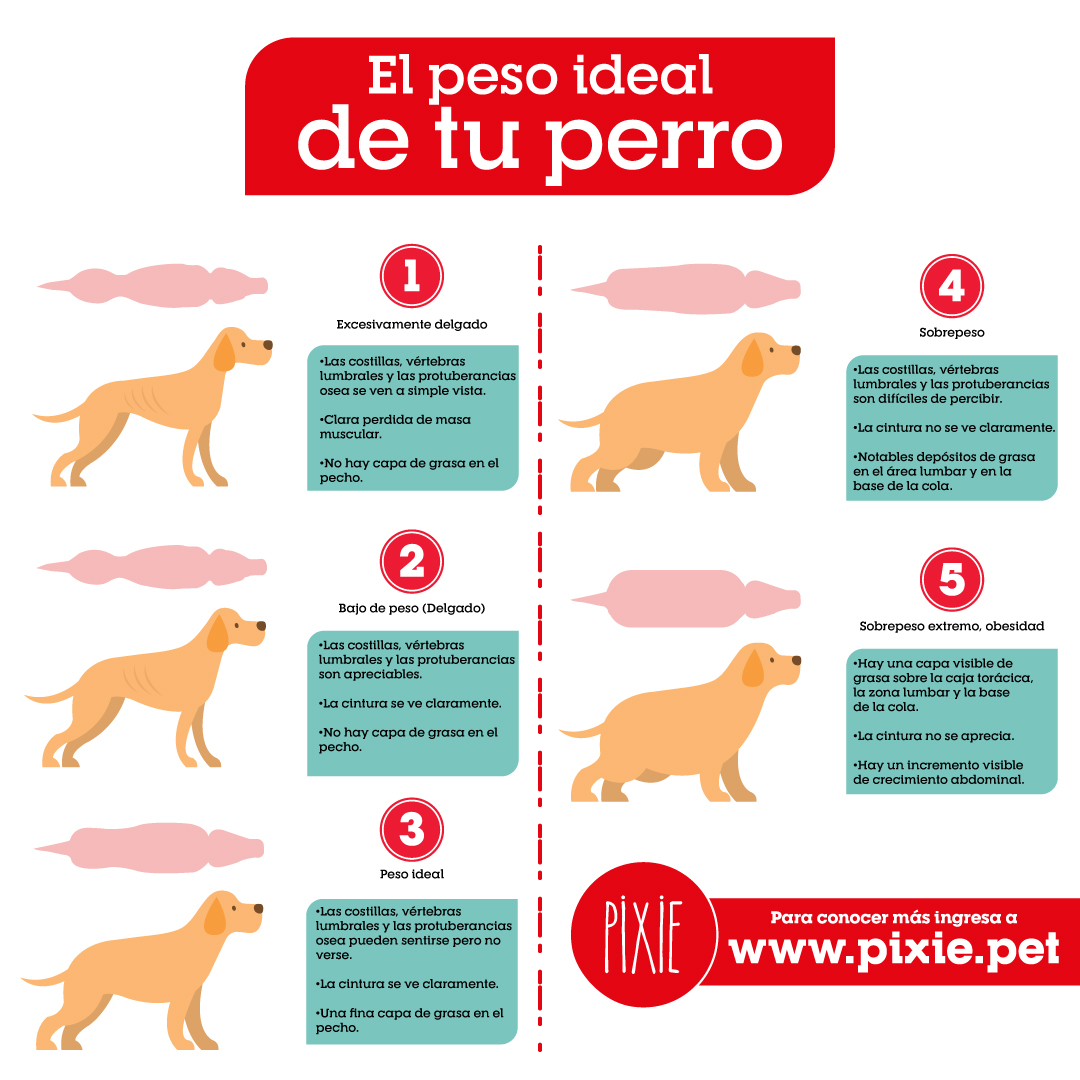 El peso ideal
de tu perro
1
Excesivamente delgado
•Las costillas, vértebras
lumbrales y las protuberancias
osea se ven a simple vista.
•Clara perdida de masa
muscular.
•No hay capa de grasa en el
pecho.
2
Bajo de peso (Delgado)
•Las costillas, vértebras
lumbrales y las protuberancias
son apreciables.
•La cintura se ve claramente.
•No hay capa de grasa en el
pecho.
3
Peso ideal
•Las costillas, vértebras
lumbrales y las protuberancias
osea pueden sentirse pero no
verse.
•La cintura se ve claramente.
•Una fina capa de grasa en el
pecho.
4
Sobrepeso
•Las costillas, vértebras
lumbrales y las protuberancias
son difíciles de percibir.
•La cintura no se ve claramente.
•Notables depósitos de grasa
en el área lumbar y en la
base de la cola.
5
Sobrepeso extremo, obesidad
•Hay una capa visible de
grasa sobre la caja torácica,
la zona lumbar y la base
de la cola.
•La cintura no se aprecia.
•Hay un incremento visible
de crecimiento abdominal.
PIXIE
Para conocer más ingresa a
www.pixie.pet